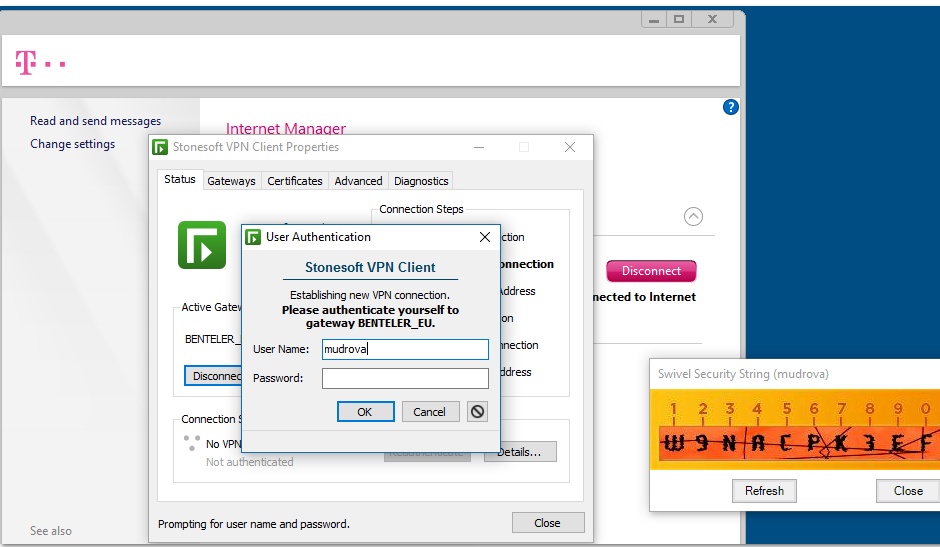 T
Read and send messages
Change settings
Internet Manager
Stonesoft VPN Client Properties
Status
Gateways
Certificates
Advanced
Diagnostics
Connection Steps
User Authentication
Stonesoft VPN Client
Establishing new VPN connection.
Please authenticate yourself to
gateway BENTELER_EU.
User Name:
mudrova
Password:
OK
Cancel
Active Gatew
BENTELER_
Disconnec
ction
onnection
Address
on
nnection
ddress
Connection S
No VPN
Not authenticated
Reauthenticate
Details...
Prompting for user name and password.
Close
Disconnect
nected to Internet
?
Swivel Security String (mudrova)
1 2 3 4 5 6 7 8 9 0
Refresh
Close
See also